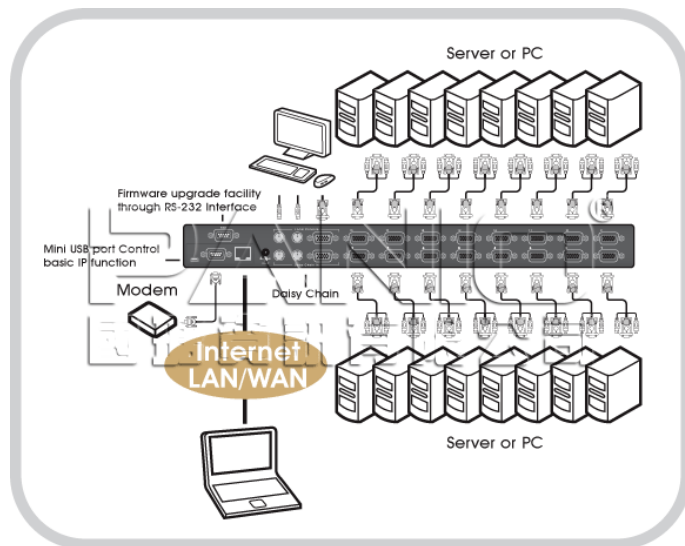 Server or PC
Firmware upgrade facility
through RS-232 Interface
DANO®
Mini USB port Control
basic IP function
Modem
Daisy Chain
Internet
LAN/WAN
Server or PC